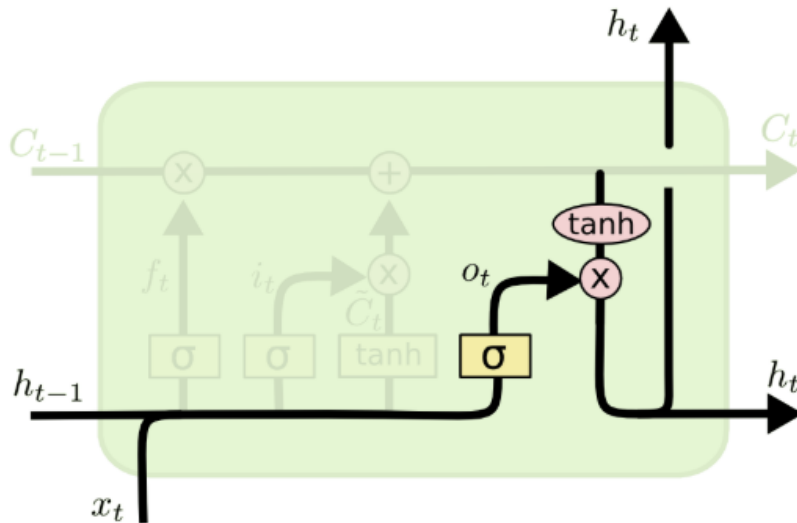 h_t
C_{t-1}
C_t
x
+
tanh
f_t
i_t
x
o_t
x
C̃_t
σ
σ
tanh
σ
h_{t-1}
h_t
x_t